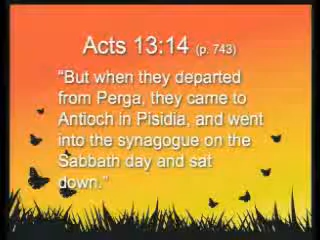 Acts 13:14 (p. 743)
"But when they departed
from Perga, they came to
Antioch in Pisidia, and went
into the synagogue on the
Sabbath day and sat
down."